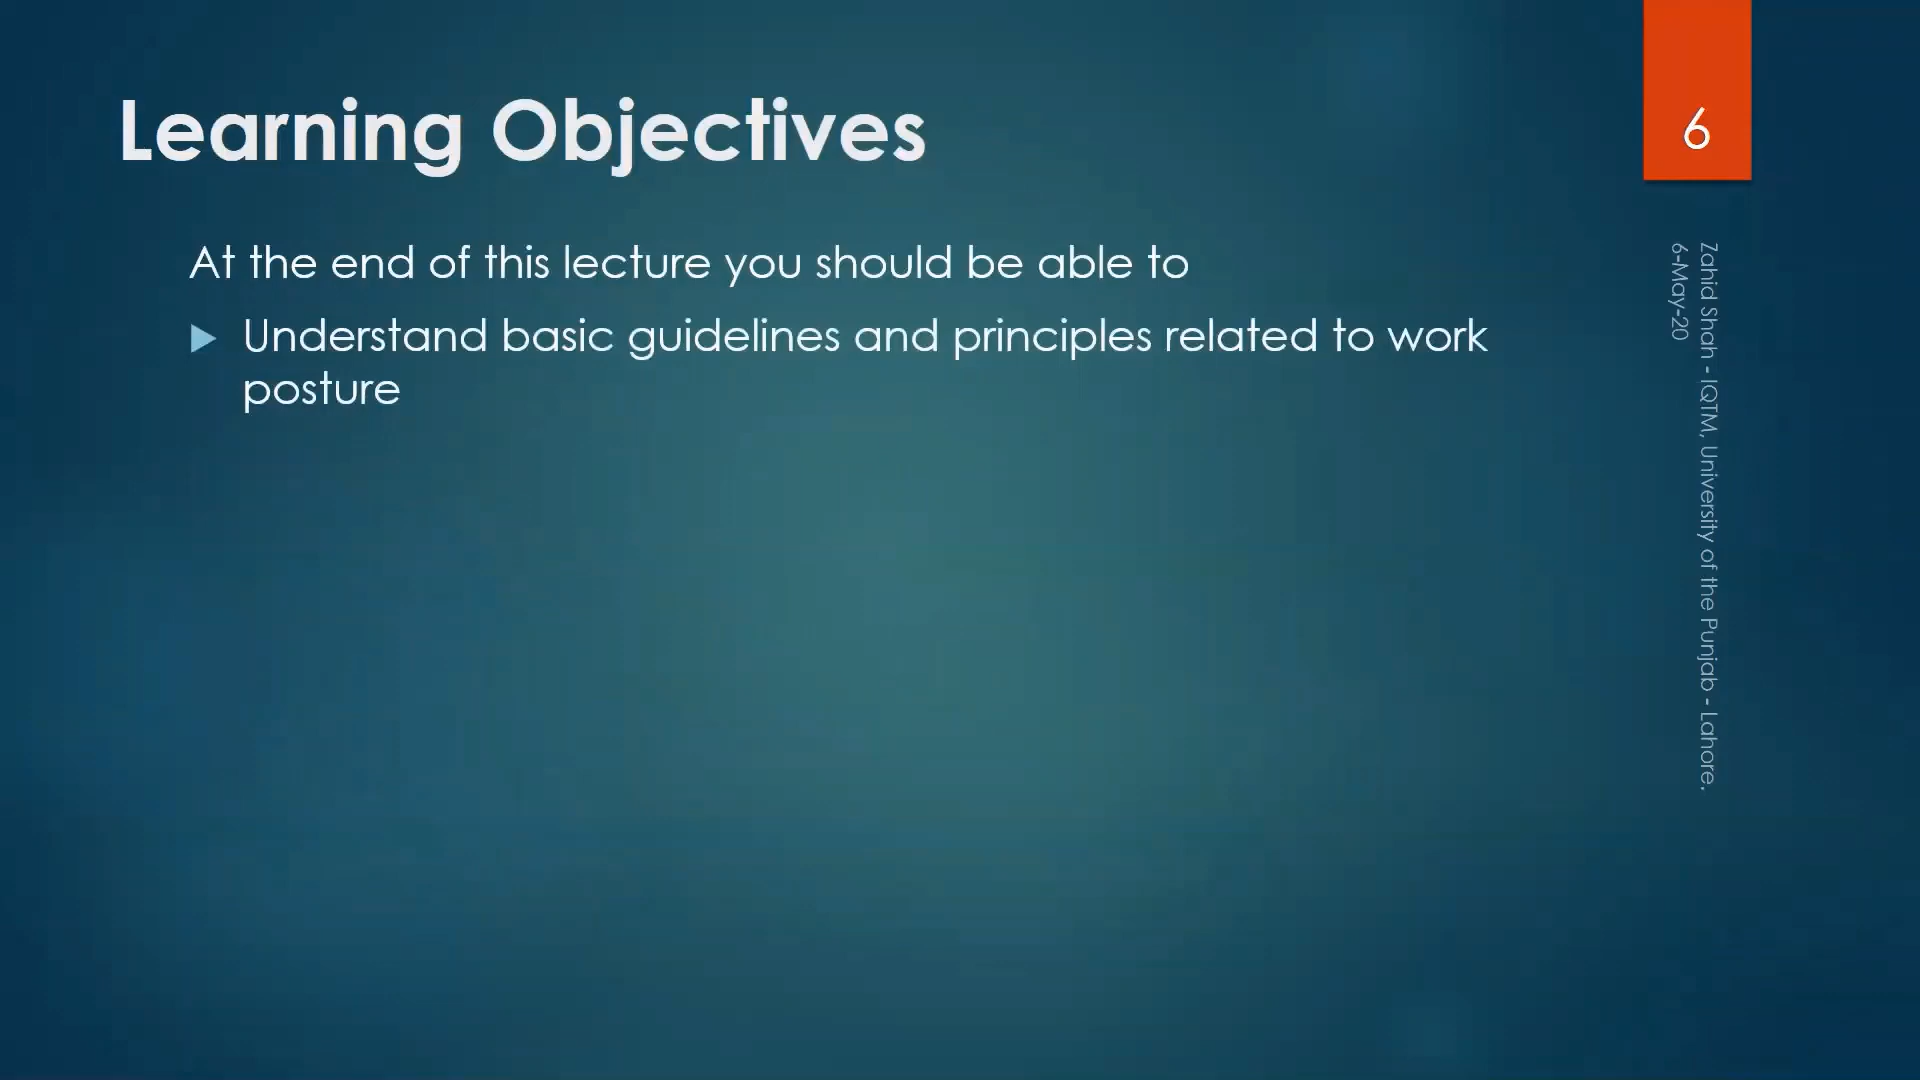 Learning Objectives
6
At the end of this lecture you should be able to
Understand basic guidelines and principles related to work
posture
Zahid Shah - IQTM, University of the Punjab - Lahore.
6-May-20